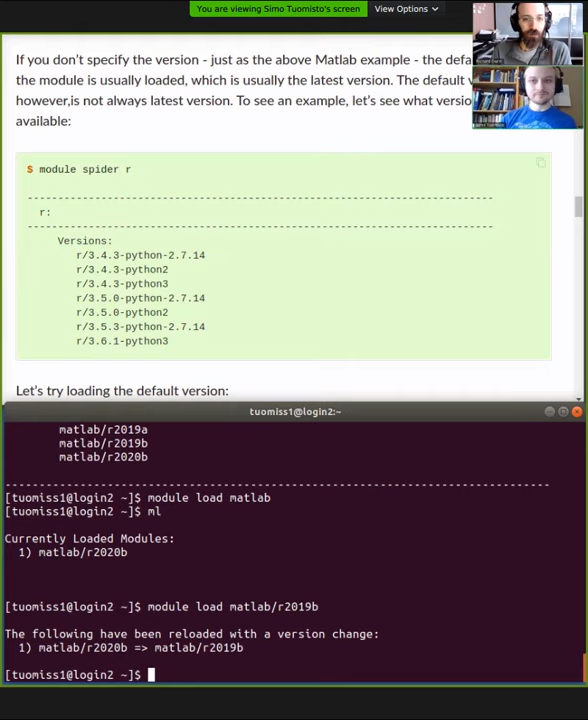 You are viewing Simo Tuomisto's screen
View Options
If you don't specify the version - just as the above Matlab example - the defa
the module is usually loaded, which is usually the latest version. The default v
however,is not always latest version. To see an example, let's see what versio
available:
$ module spider r
----------------------------------------------------------------------------
r:
----------------------------------------------------------------------------
Versions:
r/3.4.3-python-2.7.14
r/3.4.3-python2
r/3.4.3-python3
r/3.5.0-python-2.7.14
r/3.5.0-python2
r/3.5.3-python-2.7.14
r/3.6.1-python3
Let's try loading the default version:
tuomiss1@login2:~
matlab/r2019a
matlab/r2019b
matlab/r2020b
----------------------------------------------------------------------------
[tuomiss1@login2 ~]$ module load matlab
[tuomiss1@login2 ~]$ ml
Currently Loaded Modules:
1) matlab/r2020b
[tuomiss1@login2 ~]$ module load matlab/r2019b
The following have been reloaded with a version change:
1) matlab/r2020b => matlab/r2019b
[tuomiss1@login2 ~]$